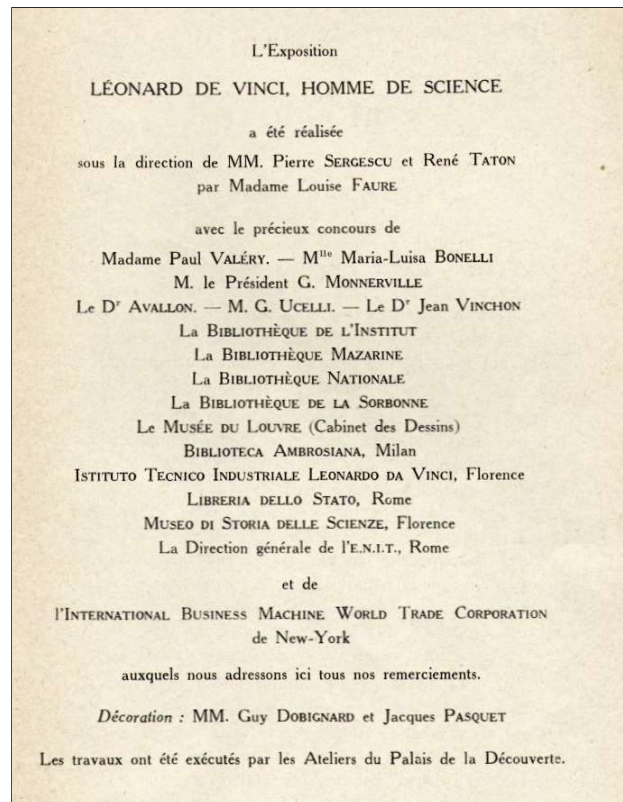 L'Exposition
LÉONARD DE VINCI, HOMME DE SCIENCE
a été réalisée
sous la direction de MM. Pierre SERGESCU et René TATON
par Madame Louise FAURE
avec le précieux concours de
Madame Paul VALÉRY. — Mlle Maria-Luisa BONELLI
M. le Président G. MONNERVILLE
Le Dr AVALLON. — M. G. UCELLI. — Le Dr Jean VINCHON
La BIBLIOTHÈQUE DE L'INSTITUT
La BIBLIOTHÈQUE MAZARINE
La BIBLIOTHÈQUE NATIONALE
La BIBLIOTHÈQUE DE LA SORBONNE
Le MUSÉE DU LOUVRE (Cabinet des Dessins)
BIBLIOTECA AMBROSIANA, Milan
ISTITUTO TECNICO INDUSTRIALE LEONARDO DA VINCI, Florence
LIBRERIA DELLO STATO, Rome
MUSEO DI STORIA DELLE SCIENZE, Florence
La Direction générale de l'E.N.I.T., Rome
et de
l'INTERNATIONAL BUSINESS MACHINE WORLD TRADE CORPORATION
de New-York
auxquels nous adressons ici tous nos remerciements.
Décoration : MM. Guy DOBIGNARD et Jacques PASQUET
Les travaux ont été exécutés par les Ateliers du Palais de la Découverte.